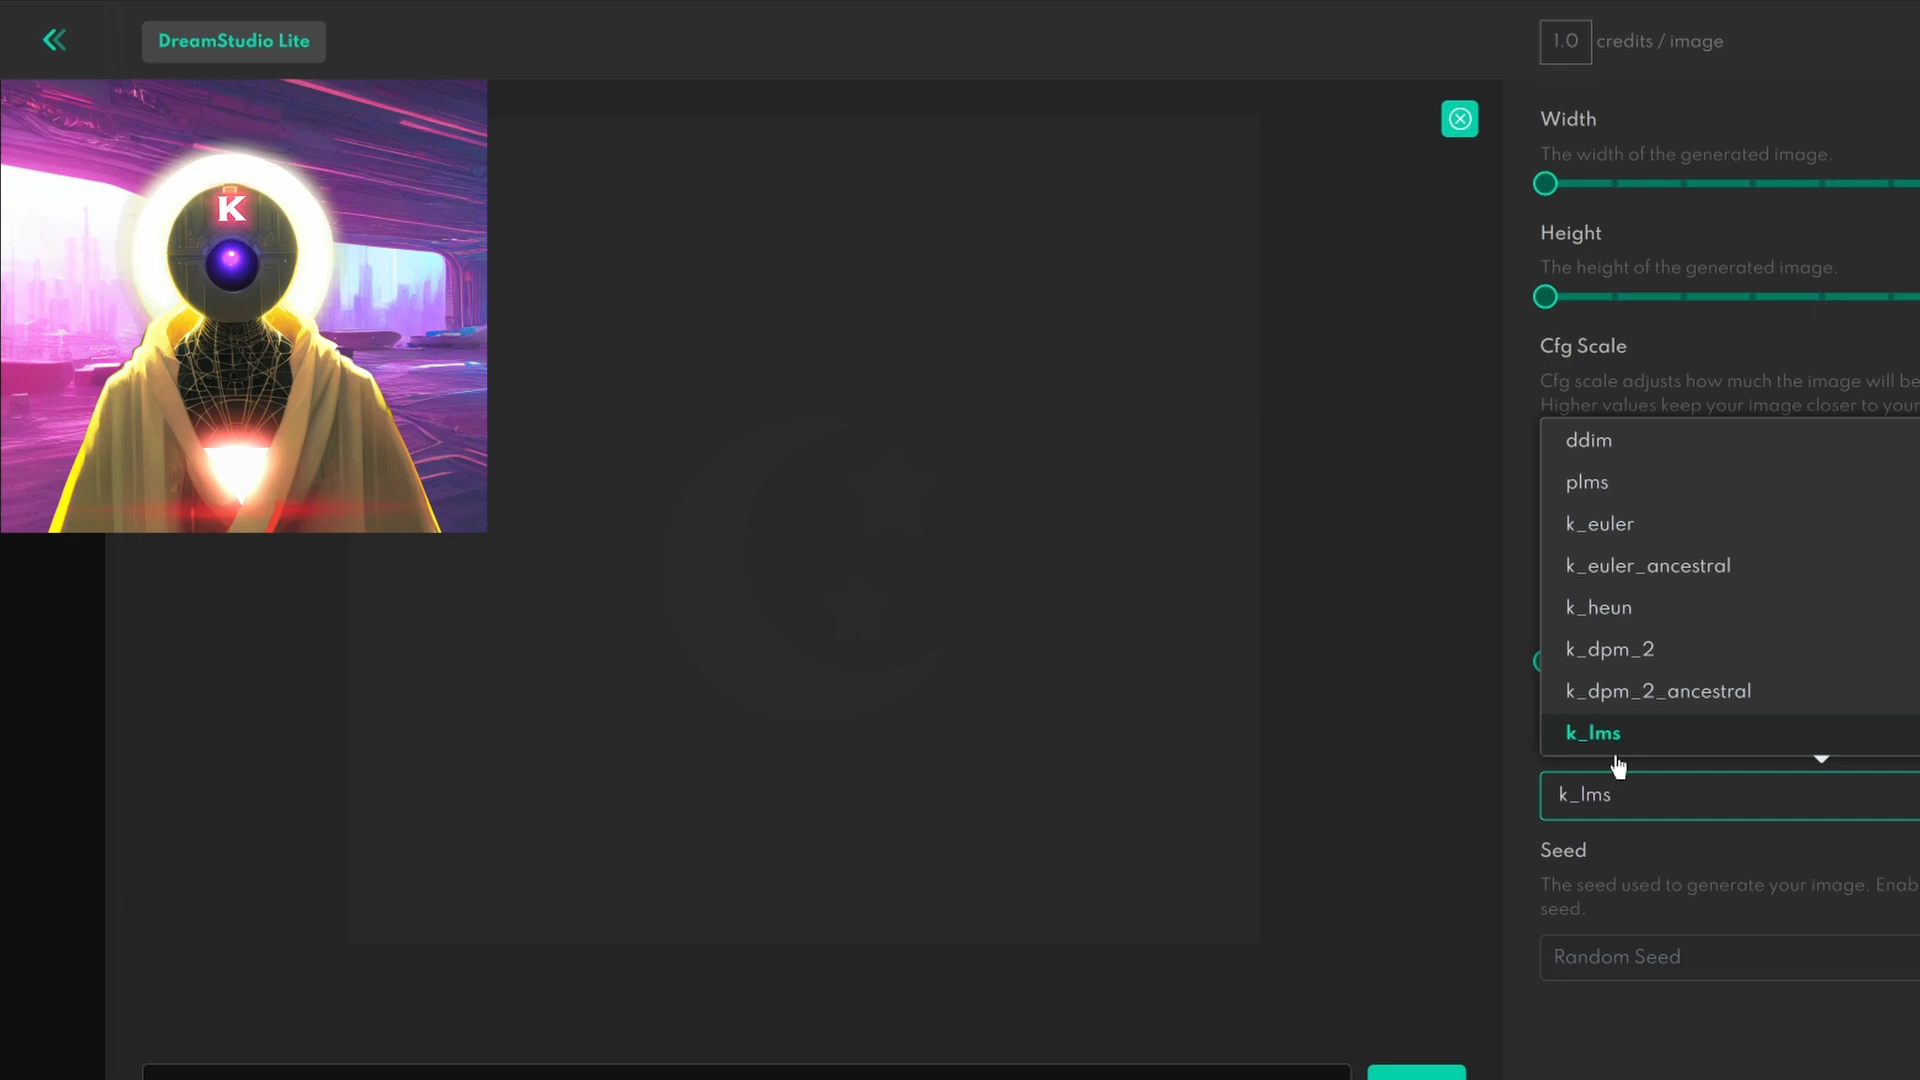 DreamStudio Lite
1.0 credits / image
K
Width
The width of the generated image.
Height
The height of the generated image.
Cfg Scale
Cfg scale adjusts how much the image will be
Higher values keep your image closer to your
ddim
plms
k_euler
k_euler_ancestral
k_heun
k_dpm_2
k_dpm_2_ancestral
k_lms
k_lms
Seed
The seed used to generate your image. Enab
seed.
Random Seed